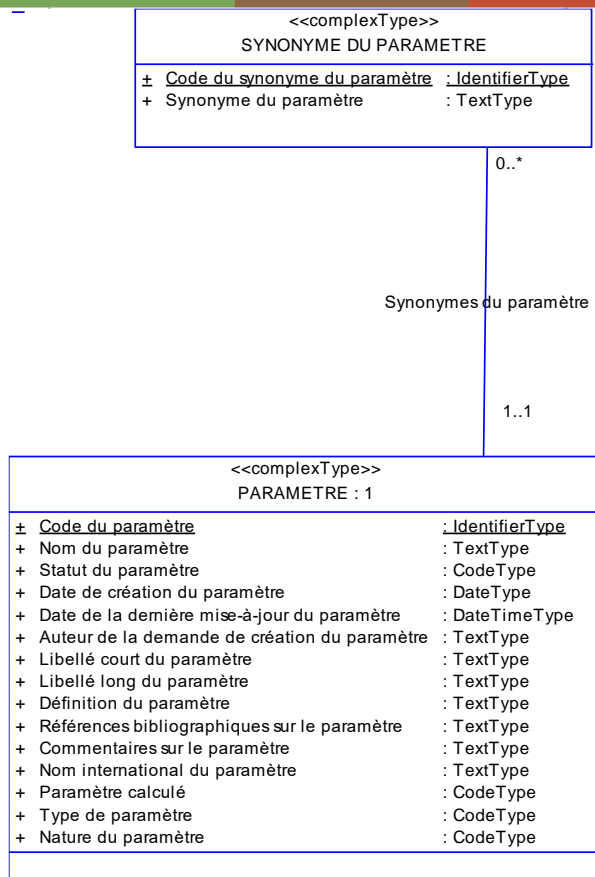 <<complexType>>
SYNONYME DU PARAMETRE
+ Code du synonyme du paramètre : IdentifierType
+ Synonyme du paramètre : TextType
0..*
Synonymes du paramètre
1..1
<<complexType>>
PARAMETRE : 1
+ Code du paramètre : IdentifierType
+ Nom du paramètre : TextType
+ Statut du paramètre : CodeType
+ Date de création du paramètre : DateType
+ Date de la dernière mise-à-jour du paramètre : DateTimeType
+ Auteur de la demande de création du paramètre : TextType
+ Libellé court du paramètre : TextType
+ Libellé long du paramètre : TextType
+ Définition du paramètre : TextType
+ Références bibliographiques sur le paramètre : TextType
+ Commentaires sur le paramètre : TextType
+ Nom international du paramètre : TextType
+ Paramètre calculé : CodeType
+ Type de paramètre : CodeType
+ Nature du paramètre : CodeType